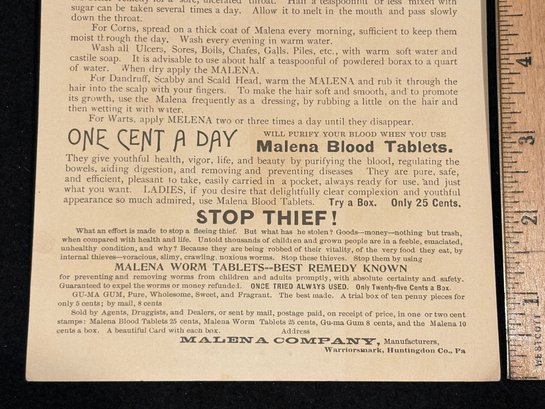 sugar can be taken several times a day. Allow it to melt in the mouth and pass slowly
down the throat.
For Corns, spread on a thick coat of Malena every morning, sufficient to keep them
moist th rough the day. Wash every evening in warm water.
Wash all Ulcers, Sores, Boils, Chafes, Galls, Piles, etc., with warm soft water and
castile soap. It is advisable to use about half a teaspoonful of powdered borax to a quart
of water. When dry apply the MALENA.
For Dandruff, Scabby and Scald Head, warm the MALENA and rub it through the
hair into the scalp with your fingers. To make the hair soft and smooth, and to promote
its growth, use the Malena frequently as a dressing, by rubbing a little on the hair and
then wetting it with water.
For Warts, apply MELENA two or three times a day until they disappear.
ONE CENT A DAY WILL PURIFY YOUR BLOOD WHEN YOU USE
Malena Blood Tablets.
They give youthful health, vigor, life, and beauty by purifying the blood, regulating the
bowels, aiding digestion, and removing and preventing diseases They are pure, safe,
and efficient, pleasant to take, easily carried in a pocket, always ready for use, and just
what you want. LADIES, if you desire that delightfully clear complexion and youthful
appearance so much admired, use Malena Blood Tablets. Try a Box. Only 25 Cents.
STOP THIEF!
What an effort is made to stop a fleeing thief. But what has he stolen? Goods—money—nothing but trash,
when compared with health and life. Untold thousands of children and grown people are in a feeble, emaciated,
unhealthy condition, and why? Because they are being robbed of their vitality, of the very food they eat, by
internal thieves—voracious, slimy, crawling, noxious worms. Stop these thieves. Stop them by using
MALENA WORM TABLETS--BEST REMEDY KNOWN
for preventing and removing worms from children and adults promptly, with absolute certainty and safety.
Guaranteed to expel the worms or money refunded. ONCE TRIED ALWAYS USED. Only Twenty-five Cents a Box.
GU-MA GUM, Pure, Wholesome, Sweet, and Fragrant. The best made. A trial box of ten penny pieces for
only 5 cents; by mail, 8 cents
Sold by Agents, Druggists, and Dealers, or sent by mail, postage paid, on receipt of price, in one or two cent
stamps: Malena Blood Tablets 25 cents, Malena Worm Tablets 25 cents, Gu-ma Gum 8 cents, and the Malena 10
cents a box. A beautiful Card with each box. Address
MALENA COMPANY, Manufacturers,
Warriorsmark, Huntingdon Co., Pa
4
3
2
1
WESTCOTT